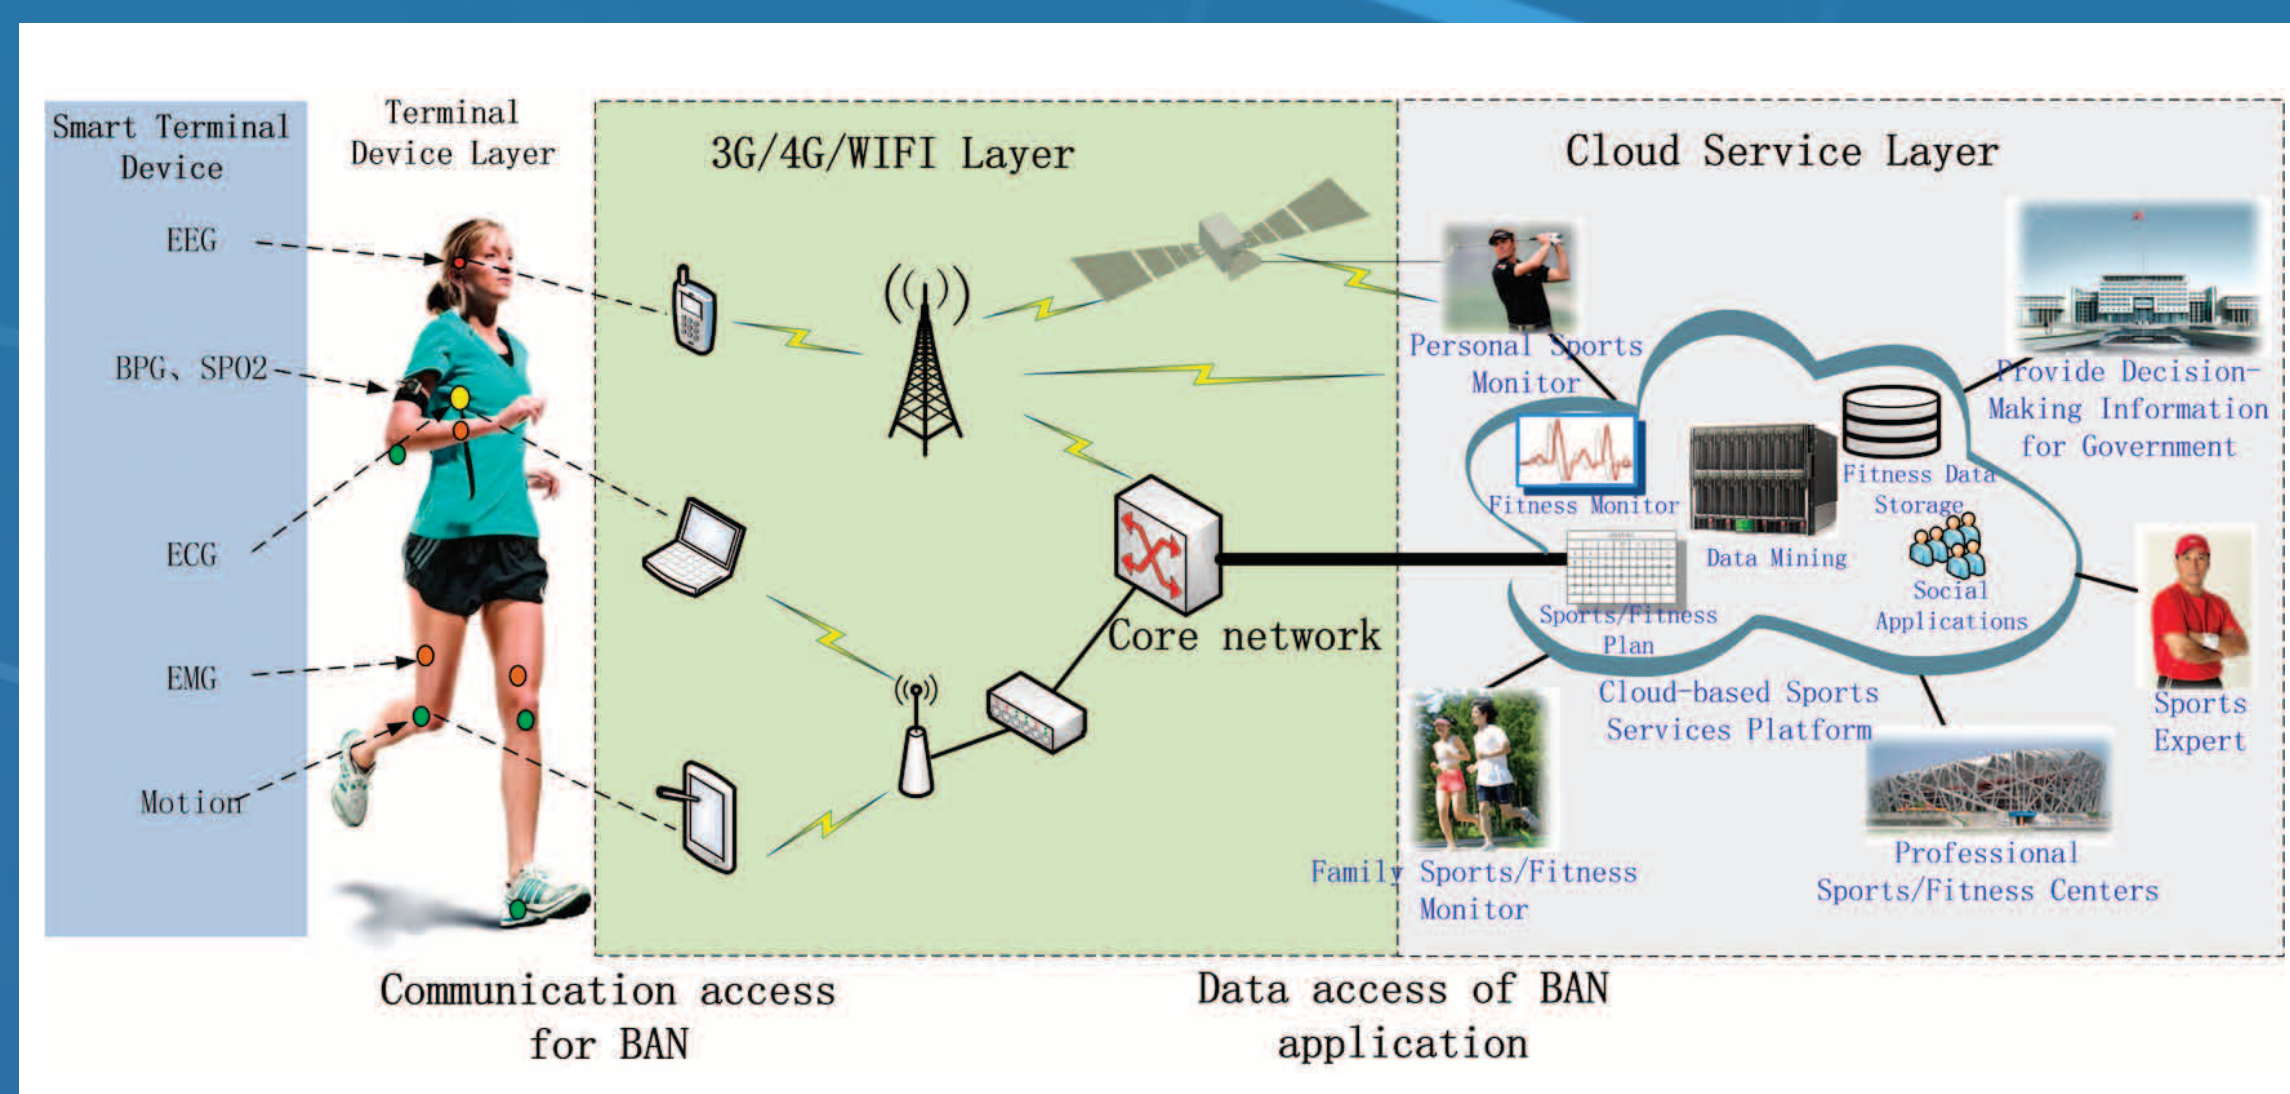 Smart Terminal
Device
EEG
BPG、SPO2
ECG
EMG
Motion
Terminal
Device Layer
3G/4G/WIFI Layer
Core network
Cloud Service Layer
Personal Sports
Monitor
Provide Decision-
Making Information
for Government
Fitness Monitor
Data Mining
Fitness Data
Storage
Social
Applications
Sports/Fitness
Plan
Cloud-based Sports
Services Platform
Sports
Expert
Family Sports/Fitness
Monitor
Professional
Sports/Fitness Centers
Communication access
for BAN
Data access of BAN
application